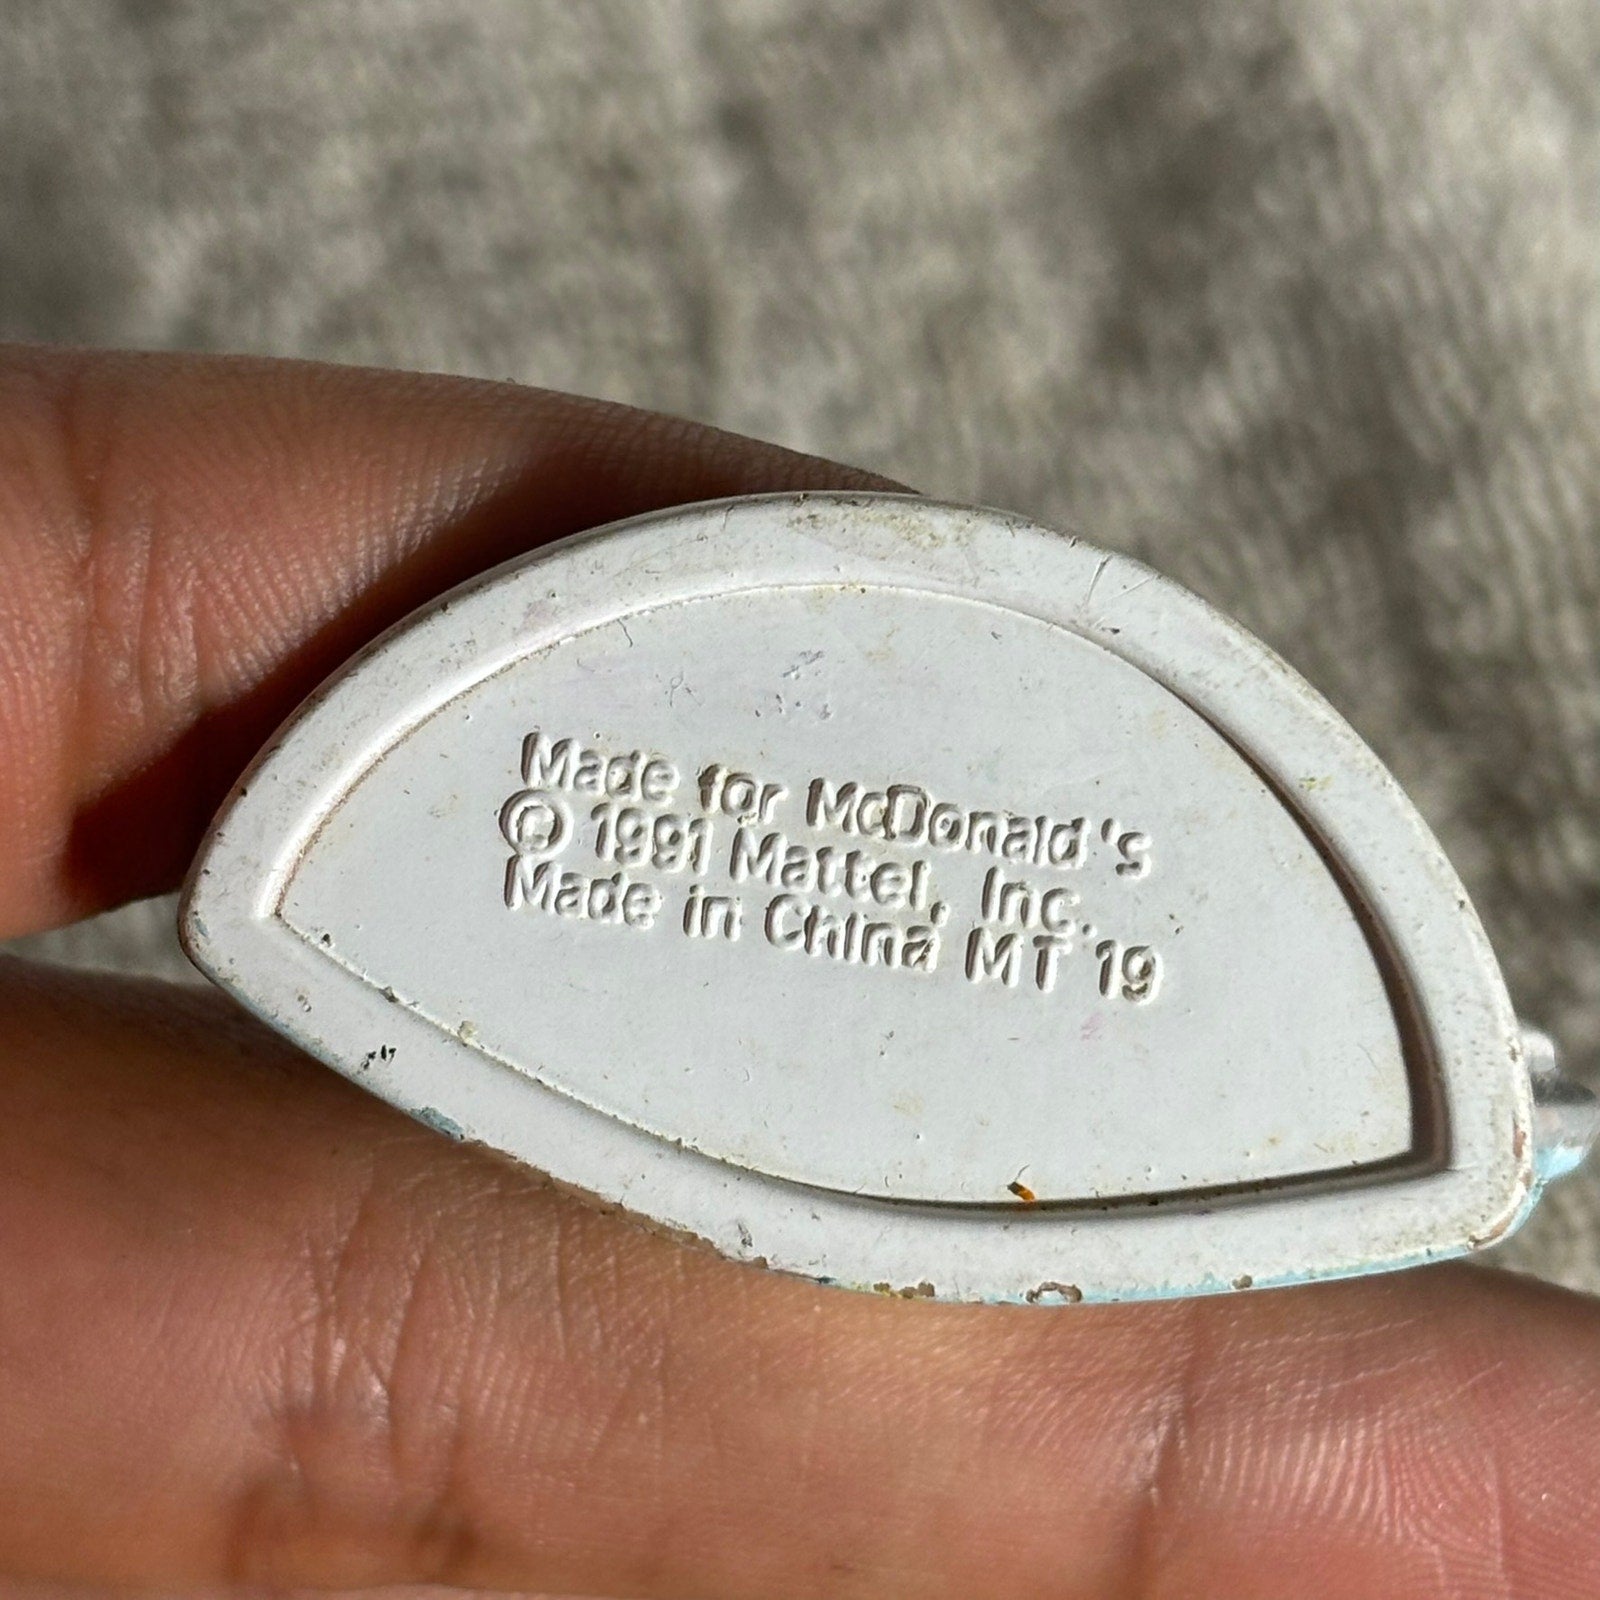 Made for McDonald's
© 1991 Mattel, Inc.
Made in China MT 19